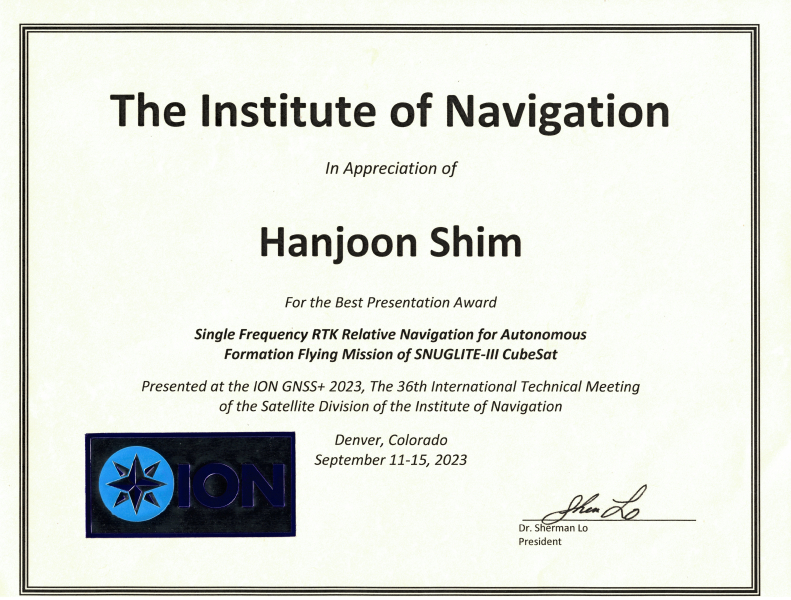 The Institute of Navigation
In Appreciation of
Hanjoon Shim
For the Best Presentation Award
Single Frequency RTK Relative Navigation for Autonomous
Formation Flying Mission of SNUGLITE-III CubeSat
Presented at the ION GNSS+ 2023, The 36th International Technical Meeting
of the Satellite Division of the Institute of Navigation
Denver, Colorado
September 11-15, 2023
ION
Shen Lo
Dr. Sherman Lo
President